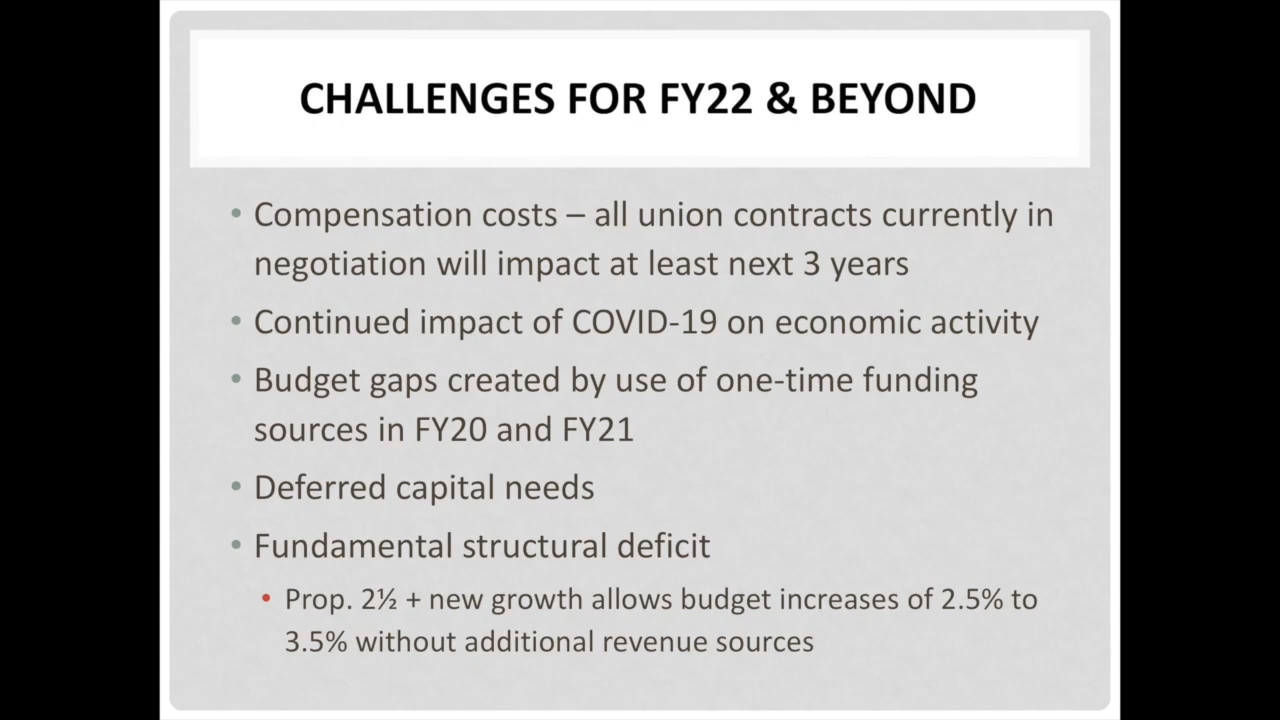 CHALLENGES FOR FY22 & BEYOND
• Compensation costs – all union contracts currently in
negotiation will impact at least next 3 years
• Continued impact of COVID-19 on economic activity
• Budget gaps created by use of one-time funding
sources in FY20 and FY21
• Deferred capital needs
• Fundamental structural deficit
• Prop. 2½ + new growth allows budget increases of 2.5% to
3.5% without additional revenue sources